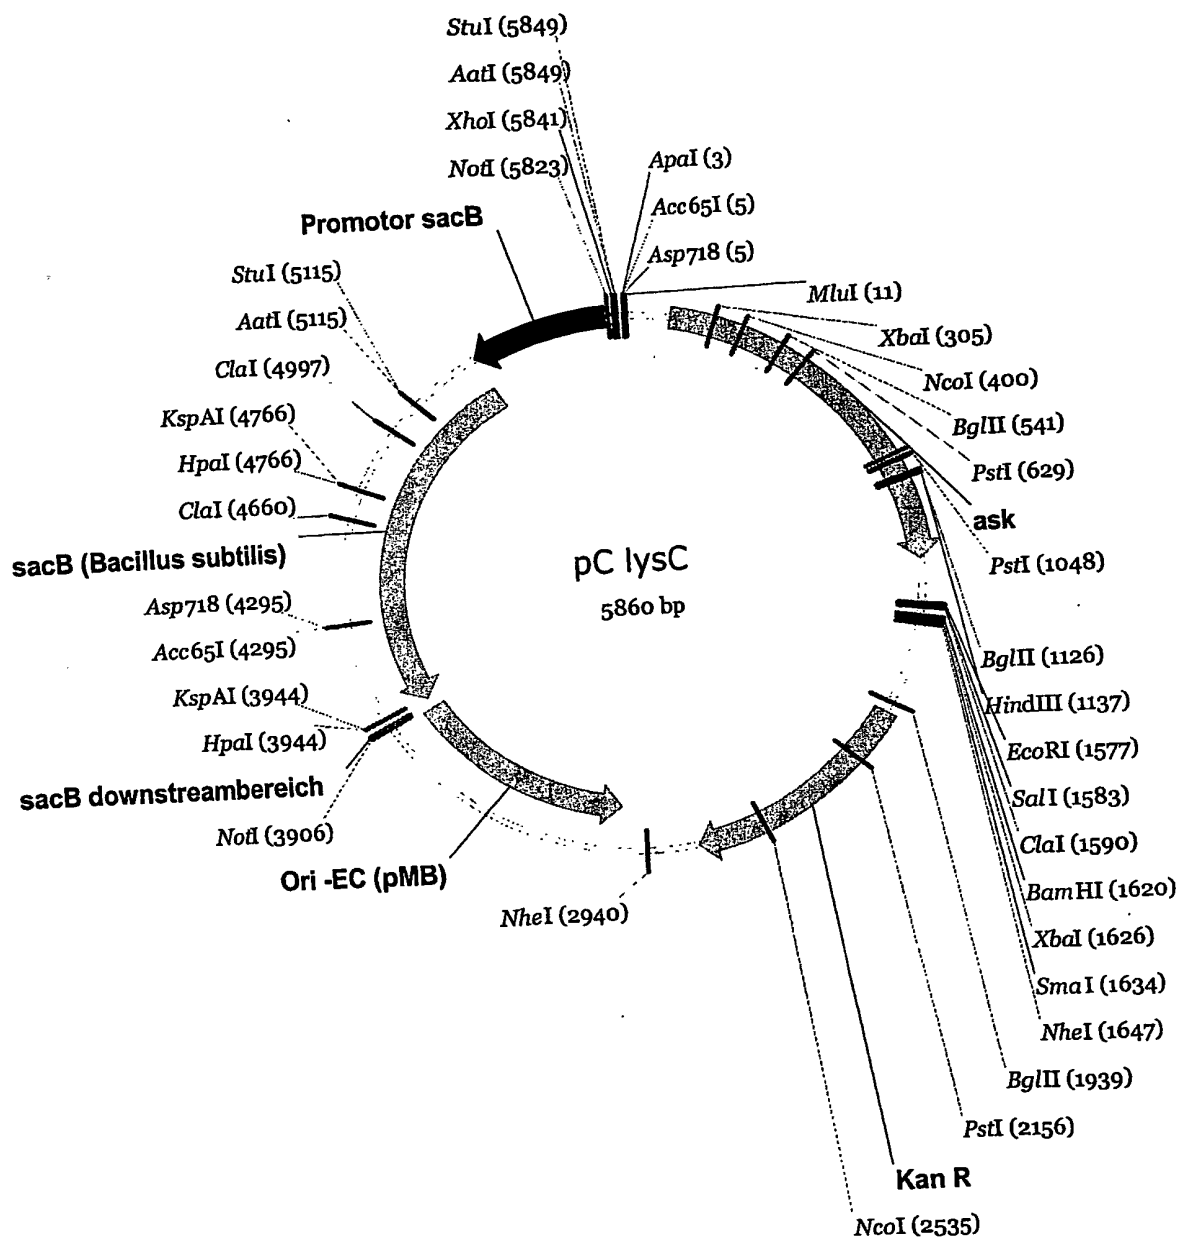 StuI (5849)
AatI (5849)
XhoI (5841)
NotI (5823)
ApaI (3)
Acc65I (5)
Asp718 (5)
MluI (11)
XbaI (305)
NcoI (400)
BglII (541)
PstI (629)
ask
PstI (1048)
BglII (1126)
HindIII (1137)
EcoRI (1577)
SalI (1583)
ClaI (1590)
BamHI (1620)
XbaI (1626)
SmaI (1634)
NheI (1647)
BglII (1939)
PstI (2156)
Kan R
NcoI (2535)
NheI (2940)
Ori -EC (pMB)
NotI (3906)
sacB downstreambereich
HpaI (3944)
KspAI (3944)
Acc65I (4295)
Asp718 (4295)
sacB (Bacillus subtilis)
ClaI (4660)
HpaI (4766)
KspAI (4766)
ClaI (4997)
AatI (5115)
StuI (5115)
Promotor sacB
pC lysC
5860 bp